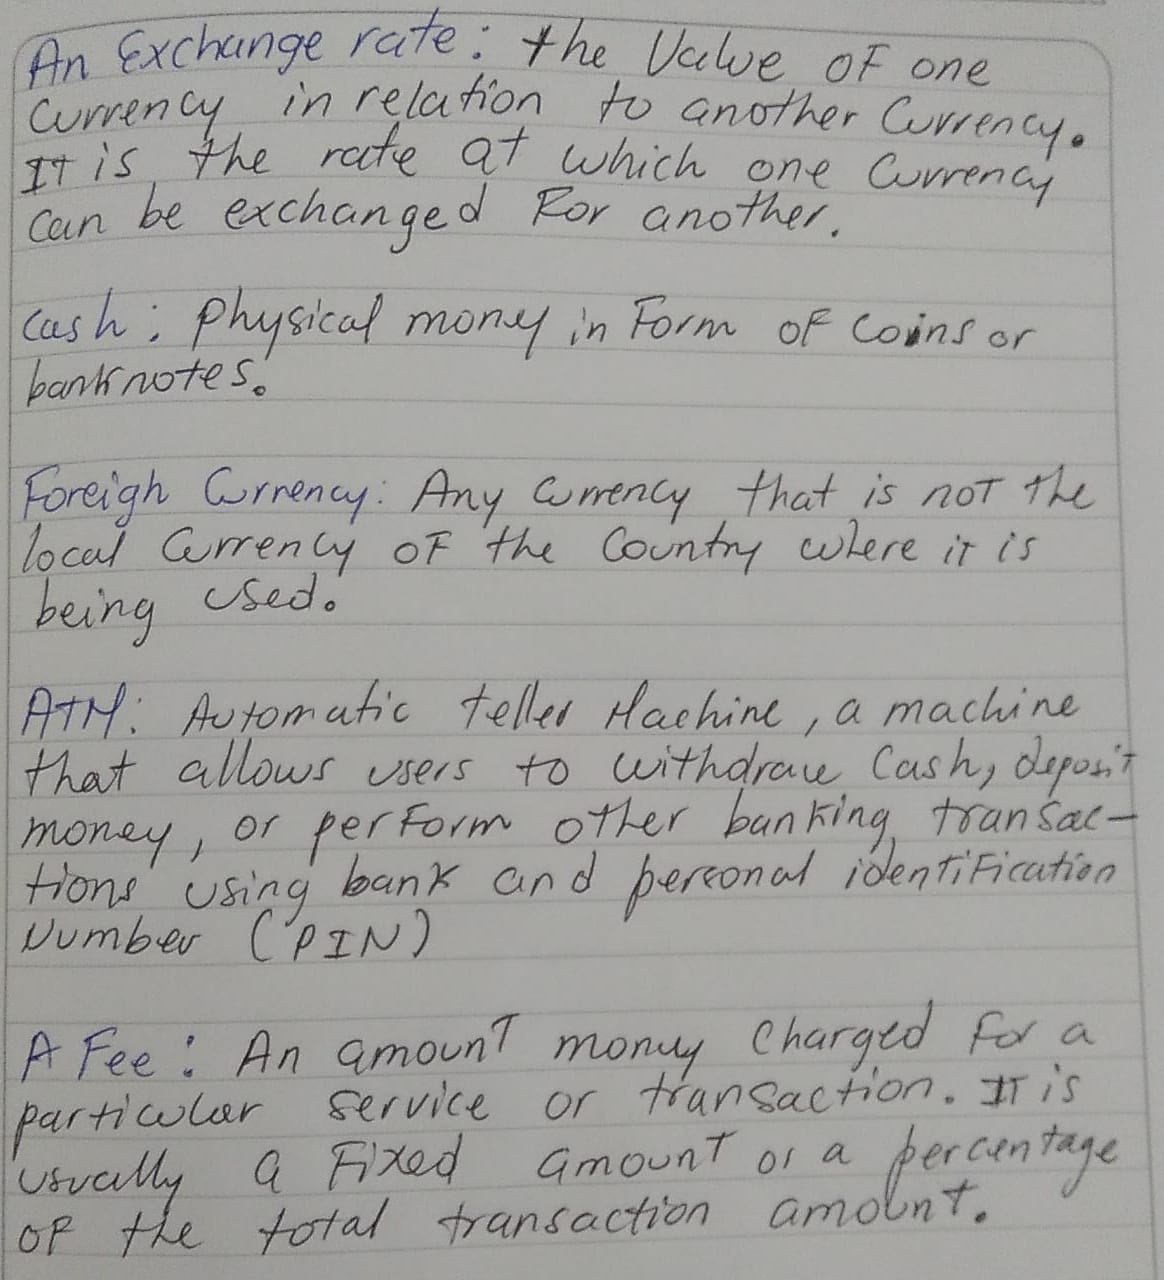 An Exchange rate: the Value of one
Currency in relation to another Currency.
It is the rate at which one Currency
Can be exchanged For another.
Cash: Physical money in Form of Coins or
banknotes.
Foreigh Currency: Any Currency that is not the
local Currency of the Country where it is
being used.
ATM: Automatic teller Machine, a machine
that allows users to withdraw Cash, deposit
money, or perform other banking transac-
tions using bank and personal identification
Number (PIN)
A Fee: An amount money Charged for a
particular service or transaction. It is
usually a Fixed amount or a percentage
of the total transaction amount.